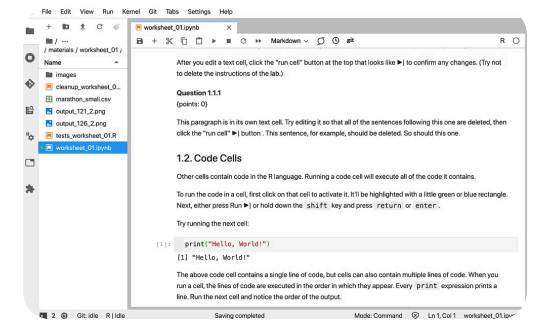 File Edit View Run Kernel Git Tabs Settings Help
worksheet_01.ipynb
Markdown
git
R
/ ...
/ materials / worksheet_01 /
Name
images
cleanup_worksheet_0...
marathon_small.csv
output_121_2.png
output_126_2.png
tests_worksheet_01.R
worksheet_01.ipynb
After you edit a text cell, click the "run cell" button at the top that looks like ▶| to confirm any changes. (Try not
to delete the instructions of the lab.)
Question 1.1.1
{points: 0}
This paragraph is in its own text cell. Try editing it so that all of the sentences following this one are deleted, then
click the "run cell" ▶| button . This sentence, for example, should be deleted. So should this one.
1.2. Code Cells
Other cells contain code in the R language. Running a code cell will execute all of the code it contains.
To run the code in a cell, first click on that cell to activate it. It'll be highlighted with a little green or blue rectangle.
Next, either press Run ▶| or hold down the shift key and press return or enter .
Try running the next cell:
[1]: print("Hello, World!")
[1] "Hello, World!"
The above code cell contains a single line of code, but cells can also contain multiple lines of code. When you
run a cell, the lines of code are executed in the order in which they appear. Every print expression prints a
line. Run the next cell and notice the order of the output.
2 Git: idle R | Idle Saving completed Mode: Command Ln 1, Col 1 worksheet_01.ipy